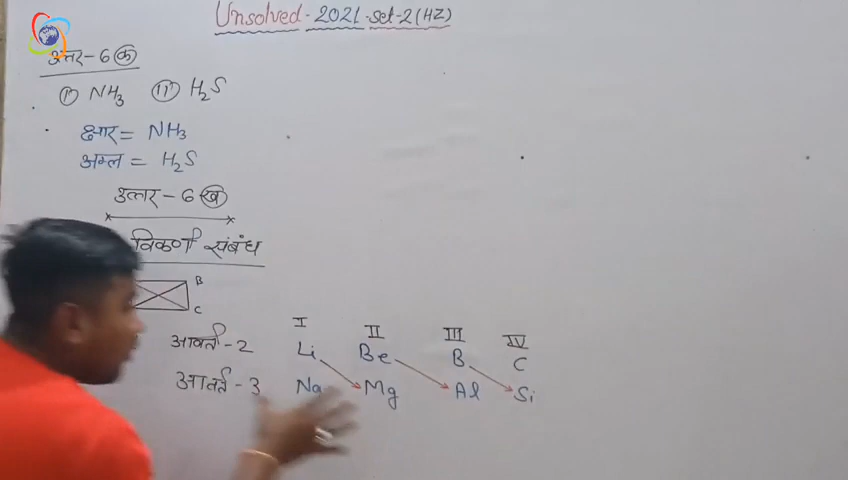 Unsolved - 2021 - set-2 (HZ)
उत्तर - 6 (क)
(i) NH3 (ii) H2S
क्षार = NH3
अम्ल = H2S
उत्तर - 6 (ख)
विकर्ण संबंध
B
C
I II III IV
आवर्त - 2 Li Be B C
आवर्त - 3 Na Mg Al Si